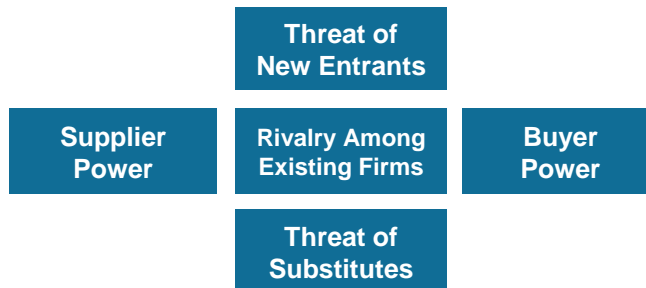 Threat of
New Entrants
Supplier
Power
Rivalry Among
Existing Firms
Buyer
Power
Threat of
Substitutes